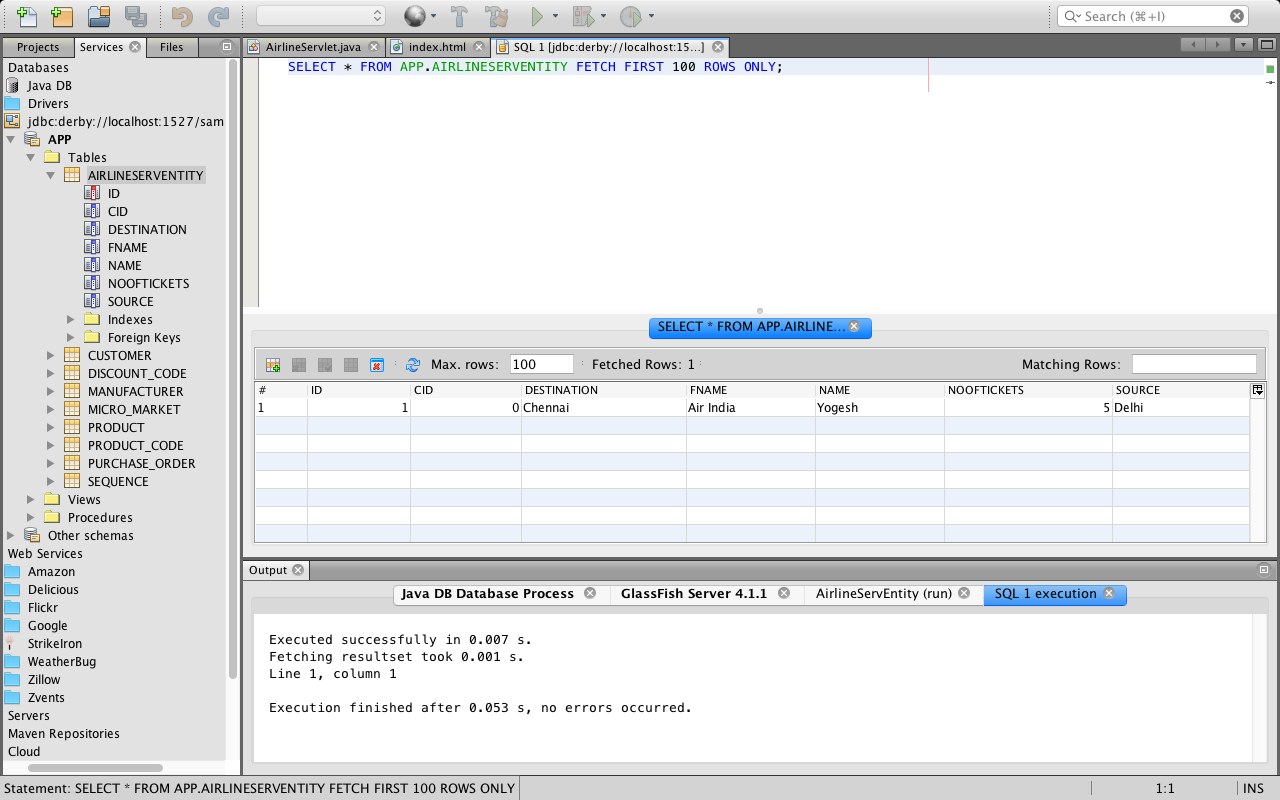 Search (⌘+I)
Projects
Services
Files
AirlineServlet.java
index.html
SQL 1 [jdbc:derby://localhost:15...]
Databases
Java DB
Drivers
jdbc:derby://localhost:1527/sam
APP
Tables
AIRLINESERVENTITY
ID
CID
DESTINATION
FNAME
NAME
NOOFTICKETS
SOURCE
Indexes
Foreign Keys
CUSTOMER
DISCOUNT_CODE
MANUFACTURER
MICRO_MARKET
PRODUCT
PRODUCT_CODE
PURCHASE_ORDER
SEQUENCE
Views
Procedures
Other schemas
Web Services
Amazon
Delicious
Flickr
Google
StrikeIron
WeatherBug
Zillow
Zvents
Servers
Maven Repositories
Cloud
SELECT * FROM APP.AIRLINESERVENTITY FETCH FIRST 100 ROWS ONLY;
SELECT * FROM APP.AIRLINE...
Max. rows: 100 Fetched Rows: 1 Matching Rows:
# ID CID DESTINATION FNAME NAME NOOFTICKETS SOURCE
1 1 0 Chennai Air India Yogesh 5 Delhi
Output
Java DB Database Process
GlassFish Server 4.1.1
AirlineServEntity (run)
SQL 1 execution
Executed successfully in 0.007 s.
Fetching resultset took 0.001 s.
Line 1, column 1
Execution finished after 0.053 s, no errors occurred.
Statement: SELECT * FROM APP.AIRLINESERVENTITY FETCH FIRST 100 ROWS ONLY
1:1
INS